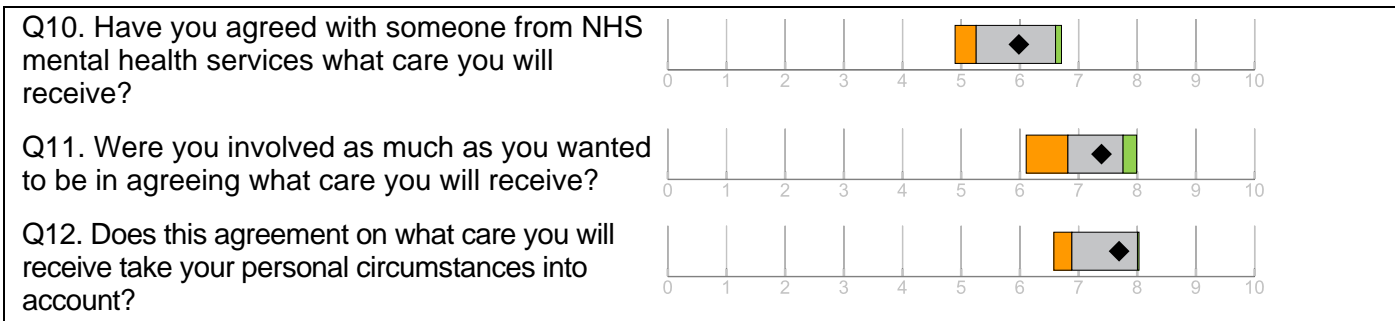 Q10. Have you agreed with someone from NHS
mental health services what care you will
receive?
0 1 2 3 4 5 6 7 8 9 10
Q11. Were you involved as much as you wanted
to be in agreeing what care you will receive?
0 1 2 3 4 5 6 7 8 9 10
Q12. Does this agreement on what care you will
receive take your personal circumstances into
account?
0 1 2 3 4 5 6 7 8 9 10